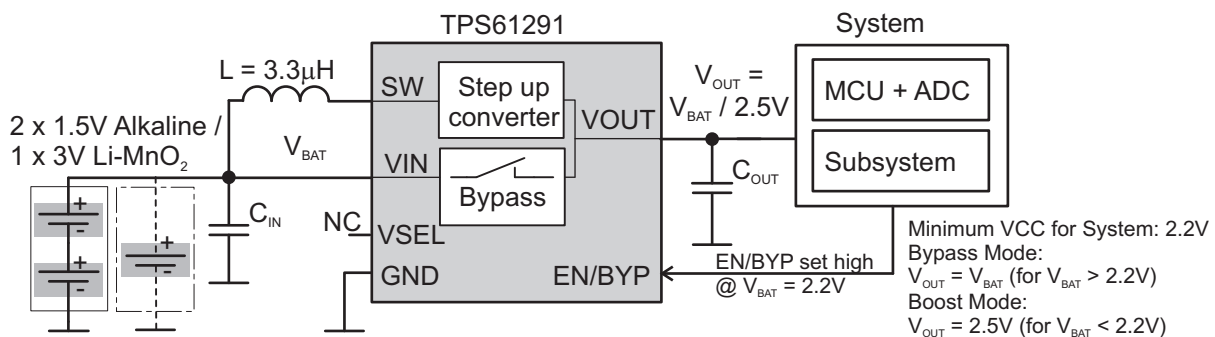 TPS61291
System
L = 3.3μH
SW
Step up
converter
VOUT
V_OUT =
V_BAT / 2.5V
MCU + ADC
Subsystem
2 x 1.5V Alkaline /
1 x 3V Li-MnO₂
V_BAT
VIN
Bypass
C_IN
C_OUT
NC
VSEL
GND
EN/BYP
EN/BYP set high
@ V_BAT = 2.2V
Minimum VCC for System: 2.2V
Bypass Mode:
V_OUT = V_BAT (for V_BAT > 2.2V)
Boost Mode:
V_OUT = 2.5V (for V_BAT < 2.2V)
+
-
+
-
+
-